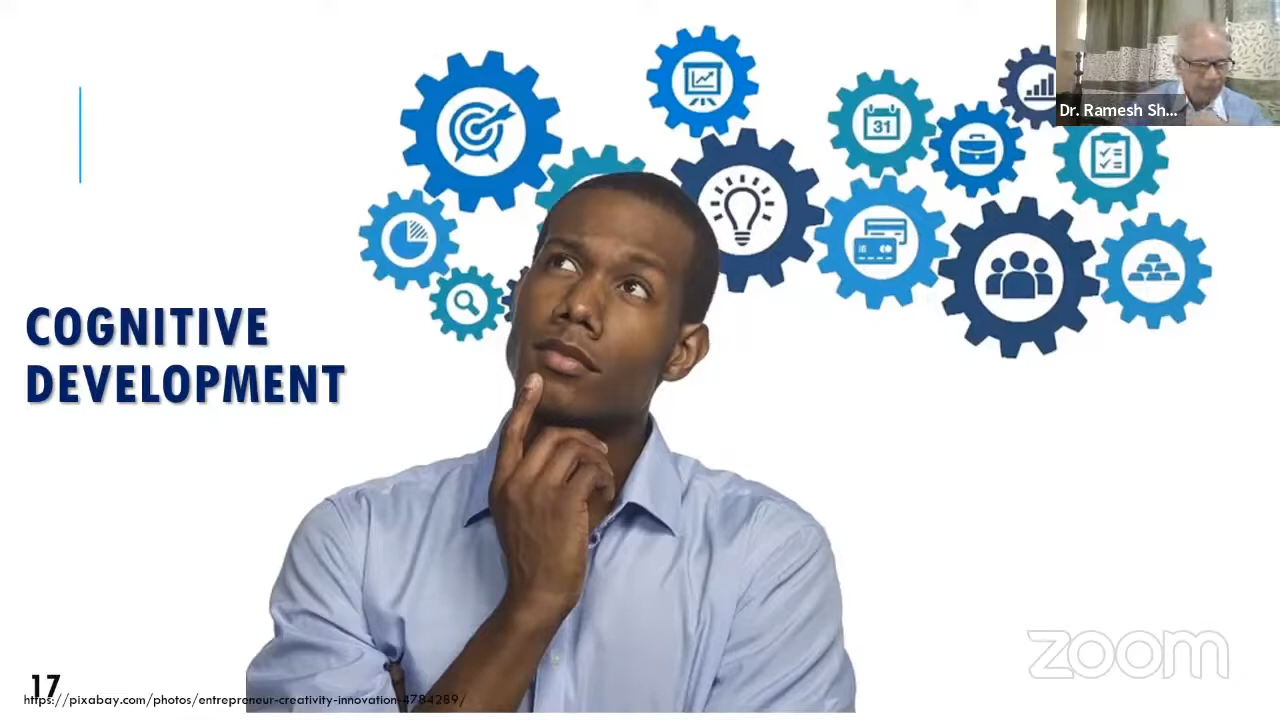 Dr. Ramesh Sh...
31
COGNITIVE
DEVELOPMENT
zoom
17
https://pixabay.com/photos/entrepreneur-creativity-innovation-4784289/